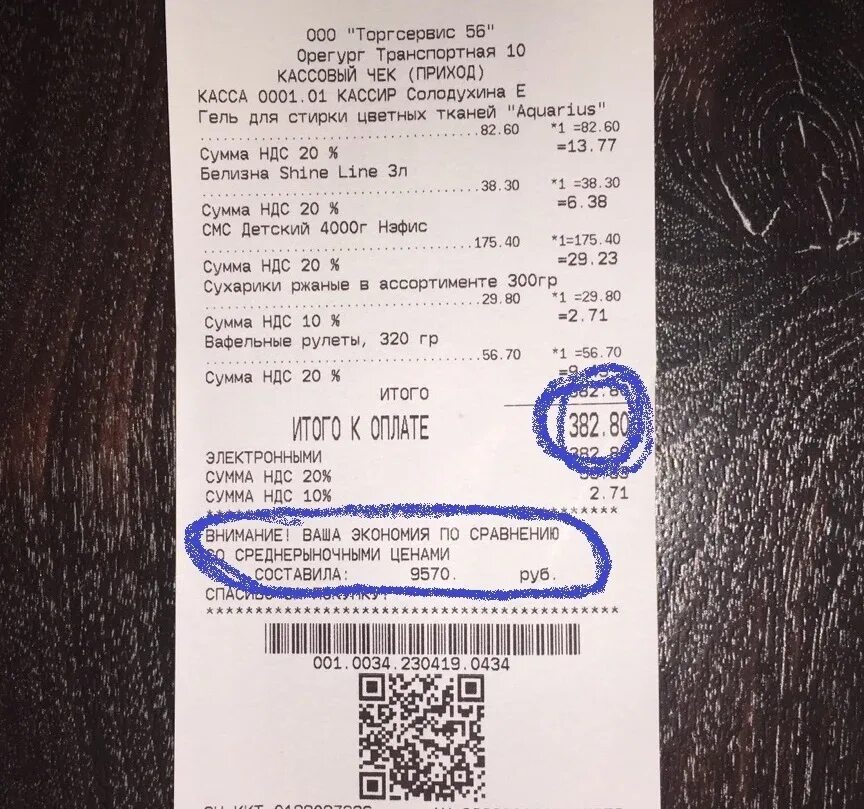 ООО "Торгсервис 56"
Орегург Транспортная 10
КАССОВЫЙ ЧЕК (ПРИХОД)
КАССА 0001.01 КАССИР Солодухина Е
Гель для стирки цветных тканей "Aquarius"
82.60 *1 =82.60
Сумма НДС 20 % =13.77
Белизна Shine Line 3л
38.30 *1 =38.30
Сумма НДС 20 % =6.38
СМС Детский 4000г Нэфис
175.40 *1=175.40
Сумма НДС 20 % =29.23
Сухарики ржаные в ассортименте 300гр
29.80 *1 =29.80
Сумма НДС 10 % =2.71
Вафельные рулеты, 320 гр
56.70 *1 =56.70
Сумма НДС 20 %
ИТОГО
ИТОГО К ОПЛАТЕ 382.80
ЭЛЕКТРОННЫМИ
СУММА НДС 20%
СУММА НДС 10% 2.71
ВНИМАНИЕ! ВАША ЭКОНОМИЯ ПО СРАВНЕНИЮ
СО СРЕДНЕРЫНОЧНЫМИ ЦЕНАМИ
СОСТАВИЛА: 9570. руб.
001.0034.230419.0434